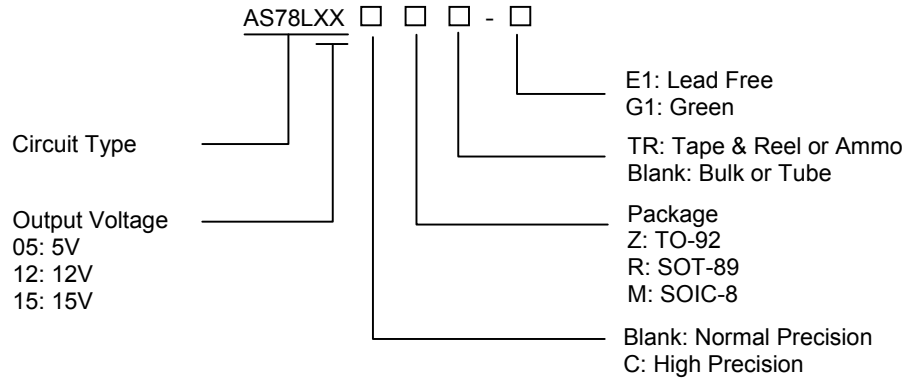 AS78LXX □ □ □ - □
E1: Lead Free
G1: Green
Circuit Type
TR: Tape & Reel or Ammo
Blank: Bulk or Tube
Output Voltage
05: 5V
12: 12V
15: 15V
Package
Z: TO-92
R: SOT-89
M: SOIC-8
Blank: Normal Precision
C: High Precision